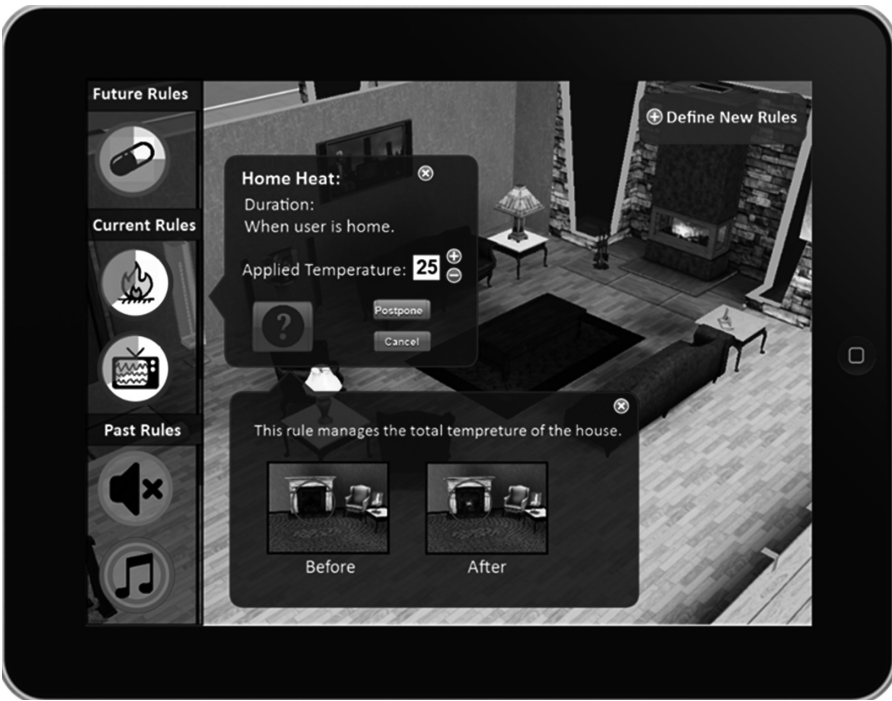 Future Rules
Define New Rules
Home Heat:
Duration:
When user is home.
Current Rules
Applied Temperature: 25
?
Postpone
Cancel
Past Rules
This rule manages the total tempreture of the house.
Before
After